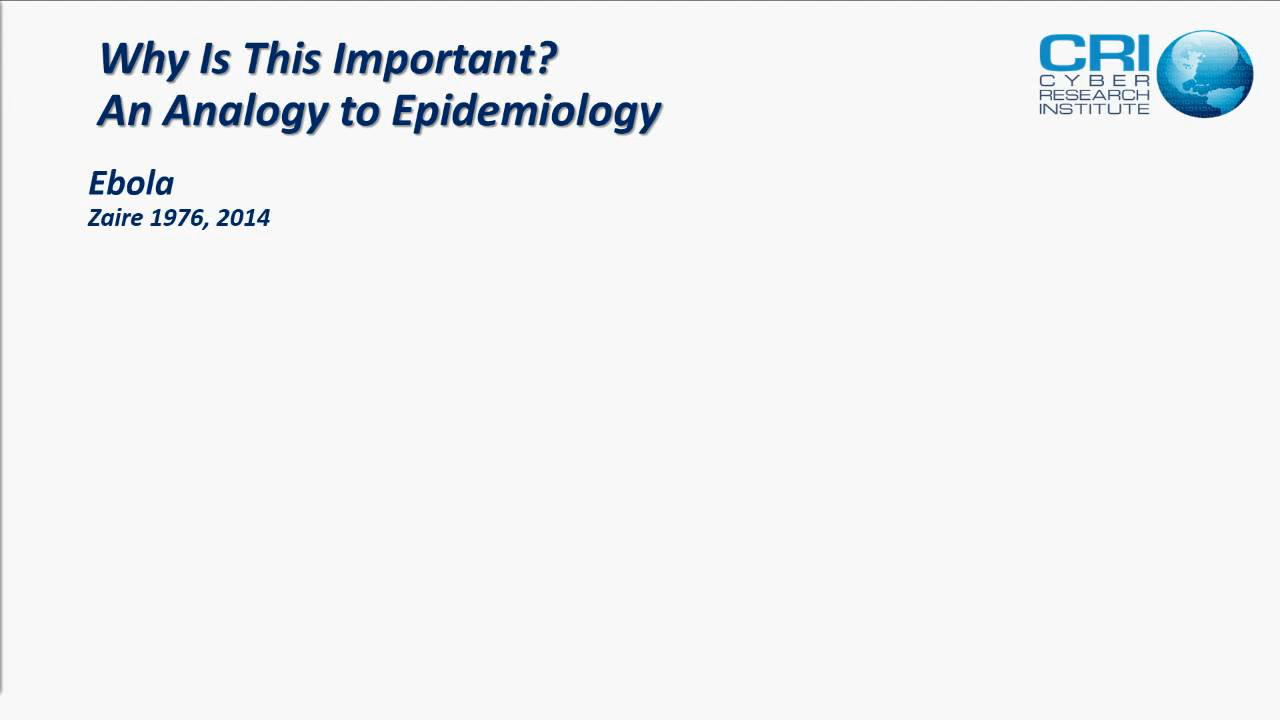 Why Is This Important?
An Analogy to Epidemiology
CRI
CYBER
RESEARCH
INSTITUTE
Ebola
Zaire 1976, 2014